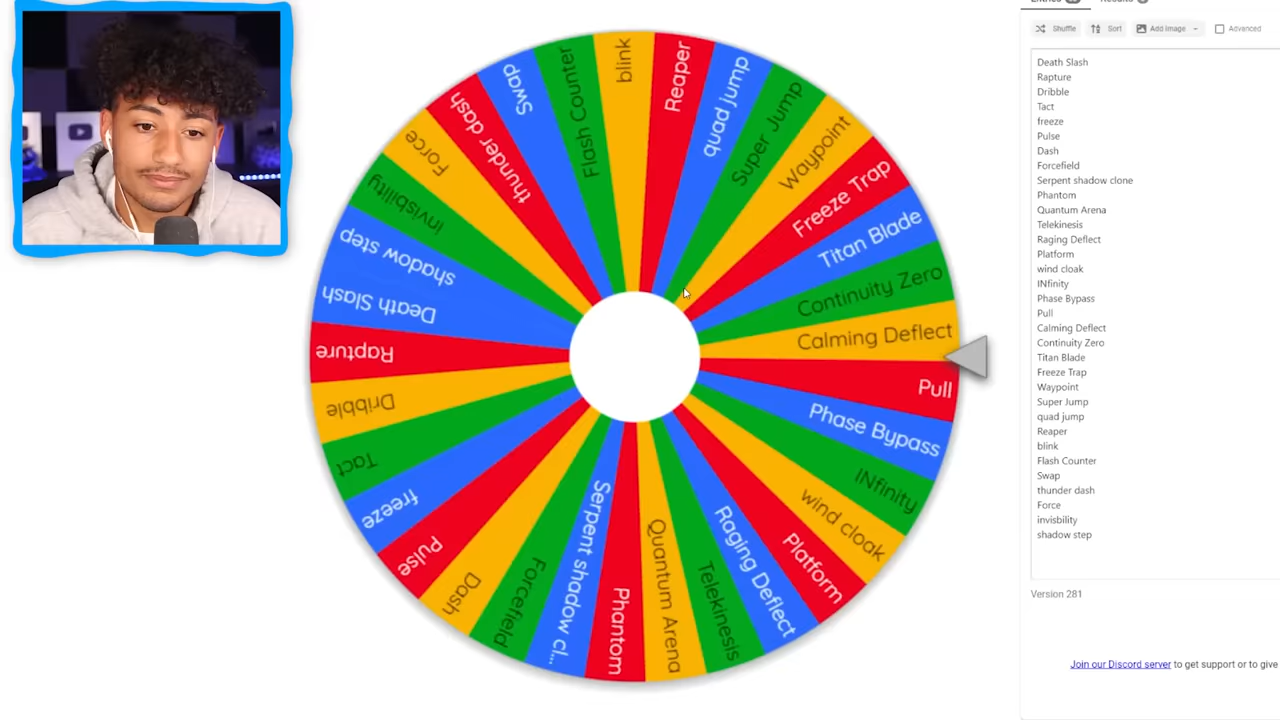 Shuffle
Sort
Add Image
Advanced
Death Slash
Rapture
Dribble
Tact
freeze
Pulse
Dash
Forcefield
Serpent shadow clone
Phantom
Quantum Arena
Telekinesis
Raging Deflect
Platform
wind cloak
INfinity
Phase Bypass
Pull
Calming Deflect
Continuity Zero
Titan Blade
Freeze Trap
Waypoint
Super Jump
quad jump
Reaper
blink
Flash Counter
Swap
thunder dash
Force
invisbility
shadow step
Version 281
Join our Discord server to get support or to give
blink
Reaper
quad jump
Super Jump
Waypoint
Freeze Trap
Titan Blade
Continuity Zero
Calming Deflect
Pull
Phase Bypass
INfinity
wind cloak
Platform
Raging Deflect
Telekinesis
Quantum Arena
Phantom
Serpent shadow cl...
Forcefield
Dash
Pulse
freeze
Tact
Dribble
Rapture
Death Slash
shadow step
invisbility
Force
thunder dash
Swap
Flash Counter